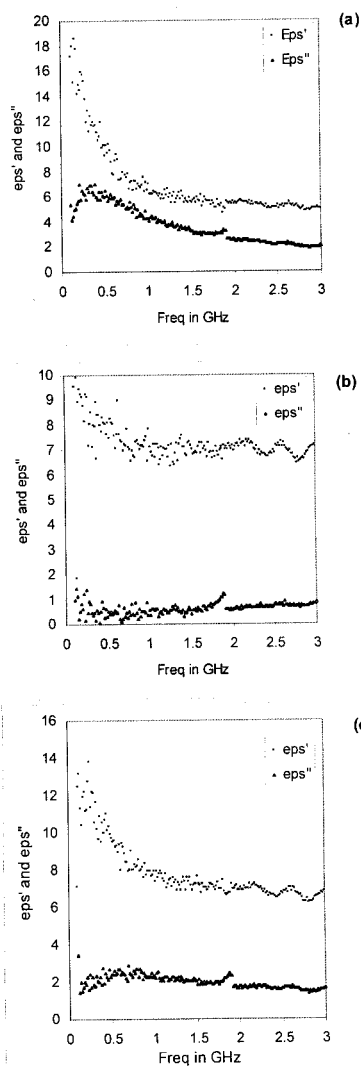 (a)
20
18
16
14
12
10
8
6
4
2
0
Eps'
Eps"
eps' and eps"
0 0.5 1 1.5 2 2.5 3
Freq in GHz
(b)
10
9
8
7
6
5
4
3
2
1
0
eps'
eps"
eps' and eps"
0 0.5 1 1.5 2 2.5 3
Freq in GHz
(c
16
14
12
10
8
6
4
2
0
eps'
eps"
eps' and eps"
0 0.5 1 1.5 2 2.5 3
Freq in GHz